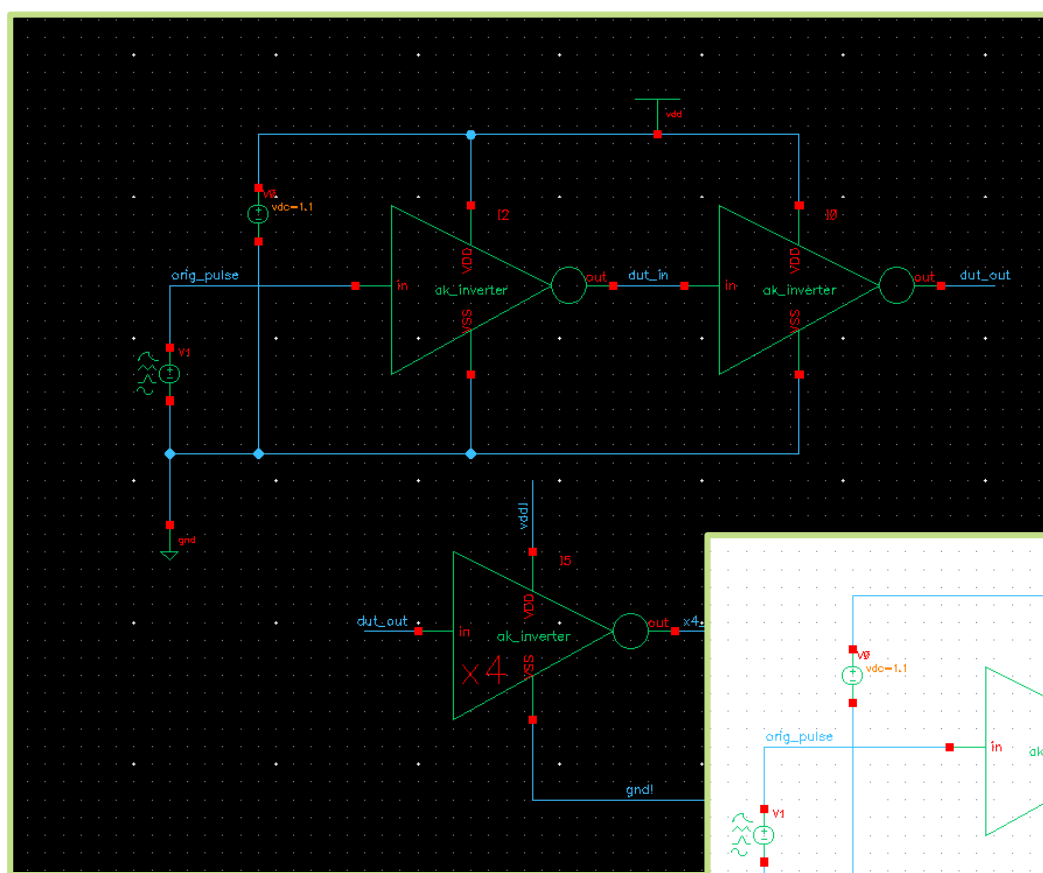 vdd
V0
vdc=1.1
I2
I0
orig_pulse
in
VDD
ak_inverter
VSS
out
dut_in
in
VDD
ak_inverter
VSS
out
dut_out
V1
gnd
vdd!
I5
dut_out
in
VDD
ak_inverter
VSS
x4
out
x4_
gnd!
V0
vdc=1.1
orig_pulse
in
ak
V1